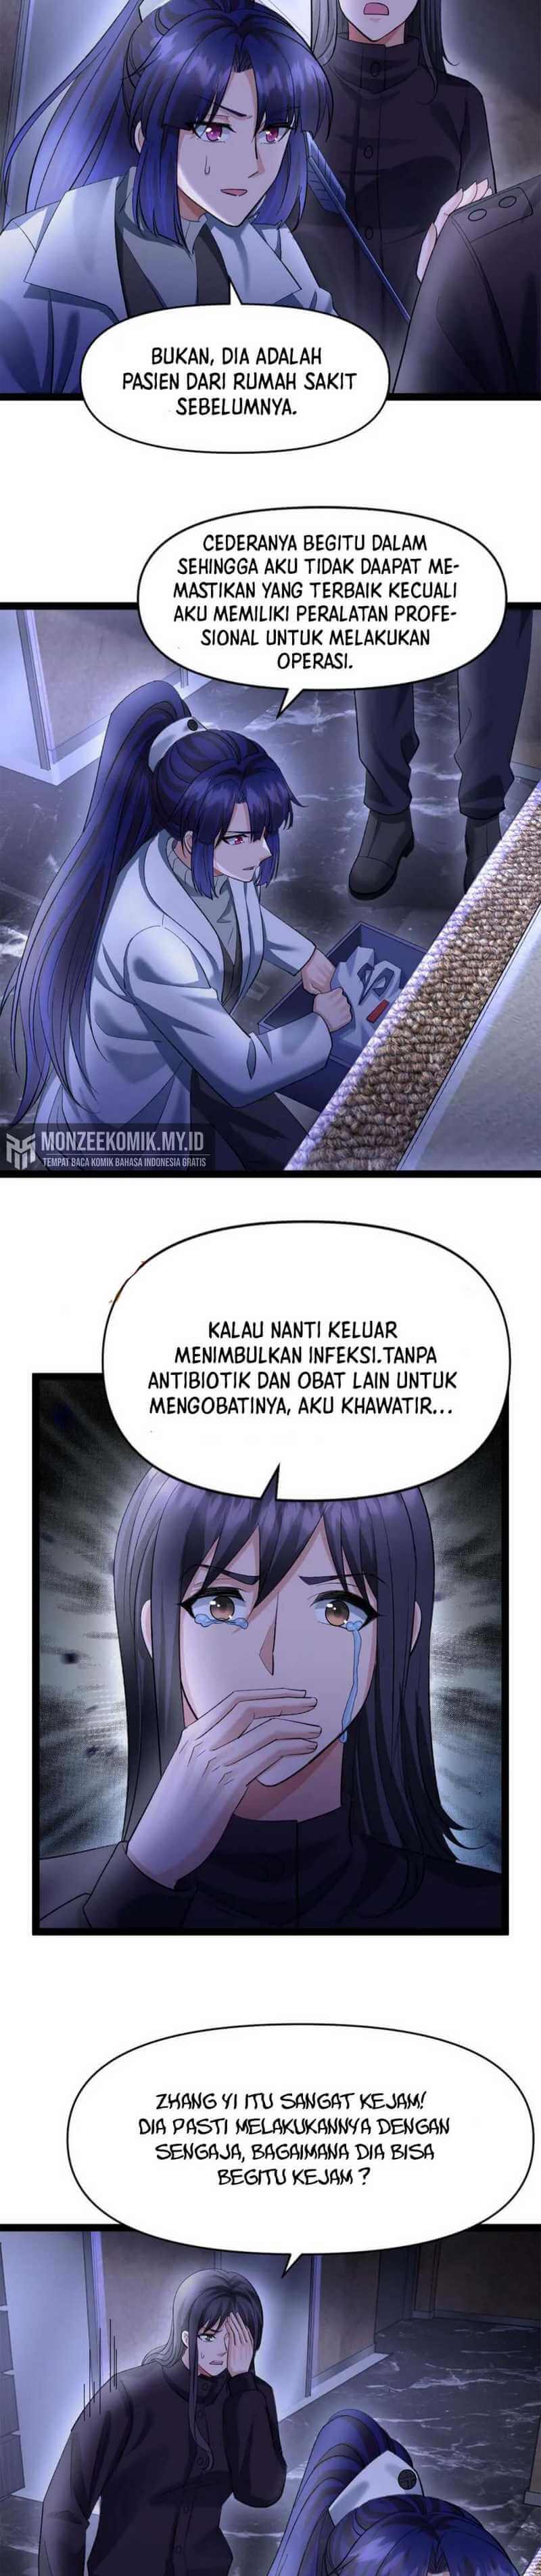 BUKAN, DIA ADALAH
PASIEN DARI RUMAH SAKIT
SEBELUMNYA.
CEDERANYA BEGITU DALAM
SEHINGGA AKU TIDAK DAAPAT ME-
MASTIKAN YANG TERBAIK KECUALI
AKU MEMILIKI PERALATAN PROFE-
SIONAL UNTUK MELAKUKAN
OPERASI.
MONZEEKOMIK.MY.ID
TEMPAT BACA KOMIK BAHASA INDONESIA GRATIS
KALAU NANTI KELUAR
MENIMBULKAN INFEKSI.TANPA
ANTIBIOTIK DAN OBAT LAIN UNTUK
MENGOBATINYA, AKU KHAWATIR...
ZHANG YI ITU SANGAT KEJAM!
DIA PASTI MELAKUKANNYA DENGAN
SENGAJA, BAGAIMANA DIA BISA
BEGITU KEJAM ?